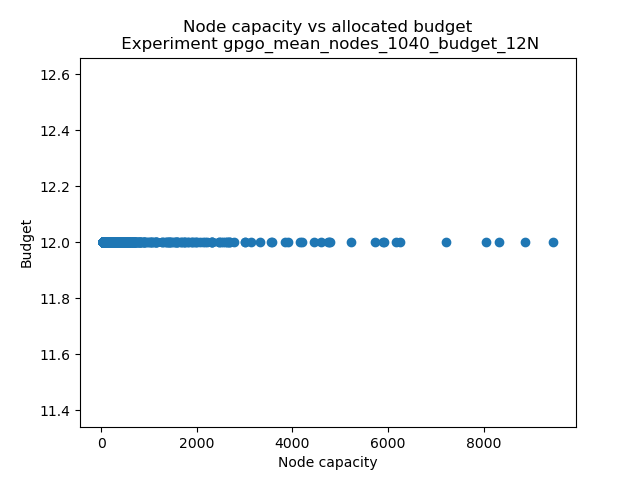 Node capacity vs allocated budget
Experiment gpgo_mean_nodes_1040_budget_12N
12.6
12.4
12.2
12.0
11.8
11.6
11.4
Budget
0 2000 4000 6000 8000
Node capacity